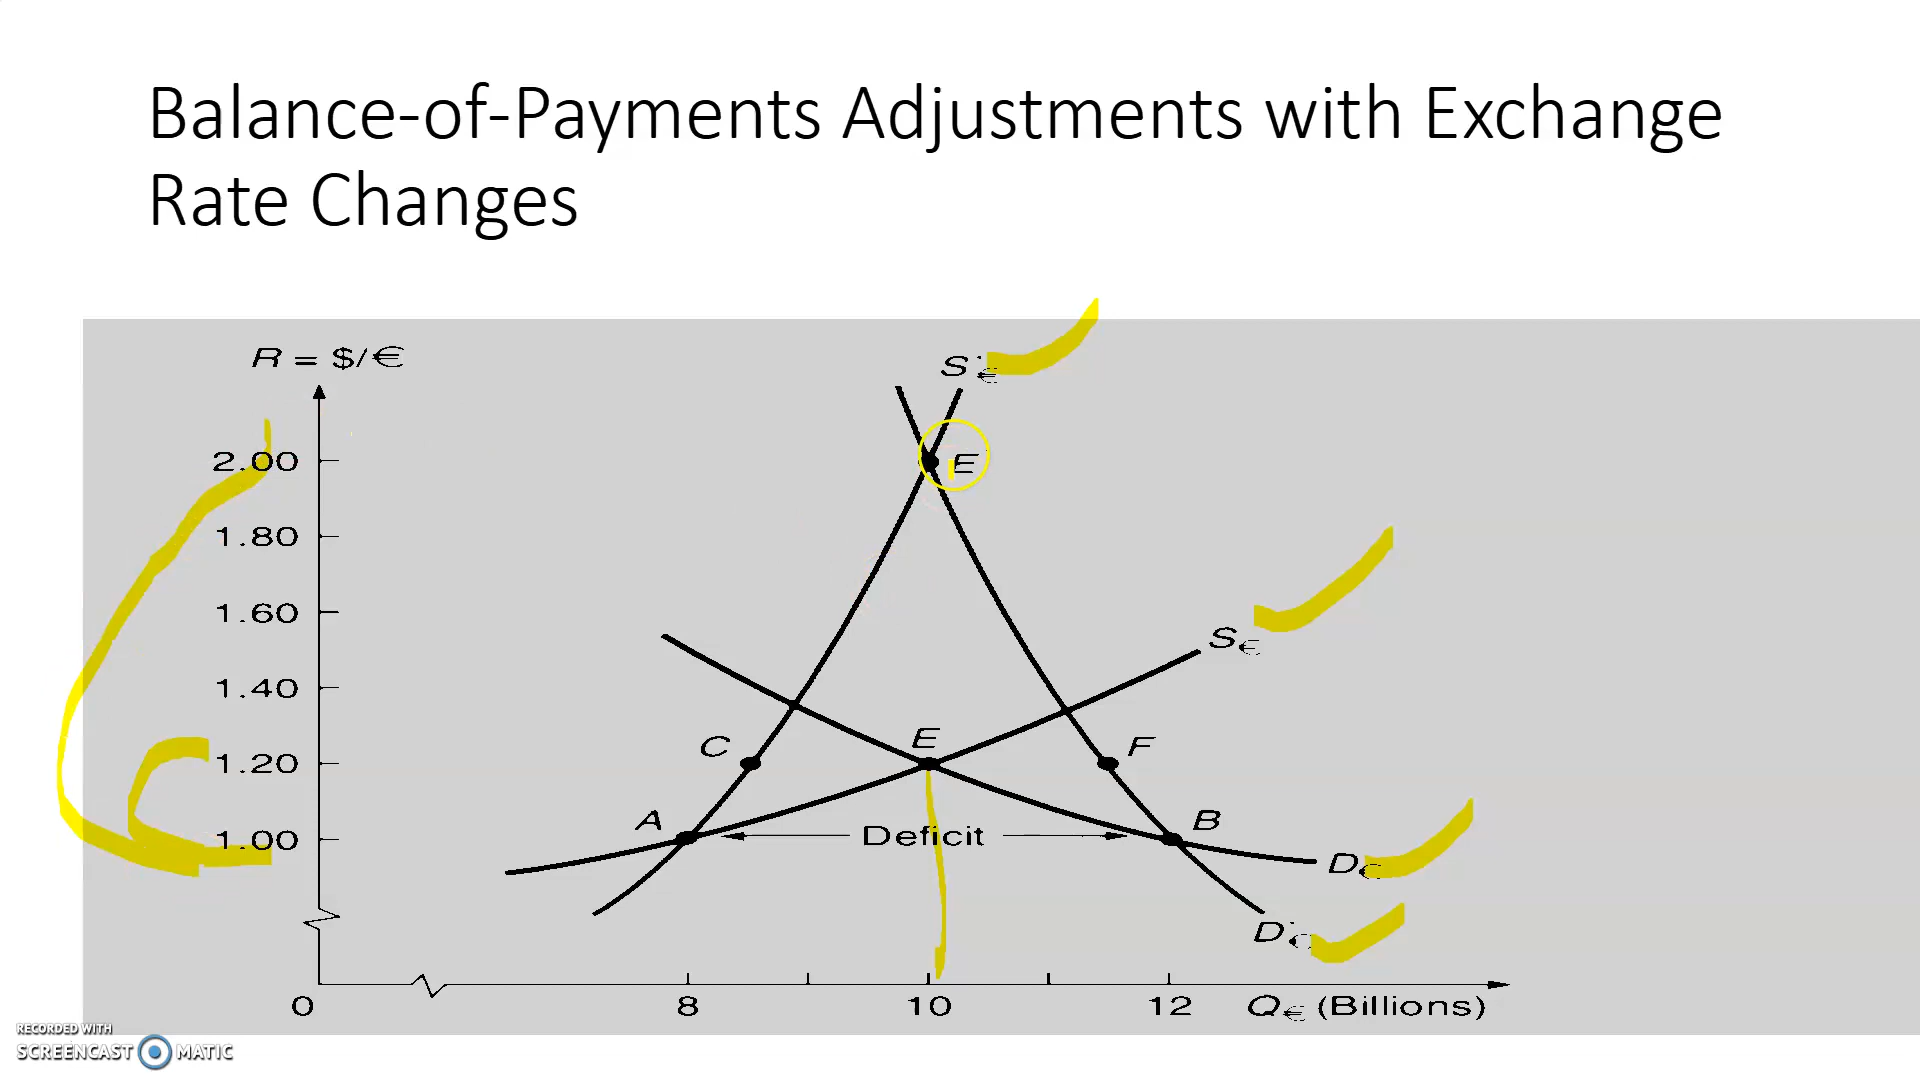 Balance-of-Payments Adjustments with Exchange
Rate Changes
R = $/€
S'€
2.00
E
1.80
1.60
S€
1.40
C
E
F
1.20
A
B
Deficit
1.00
D€
D'€
0
8
10
12
Q€ (Billions)
RECORDED WITH
SCREENCAST MATIC